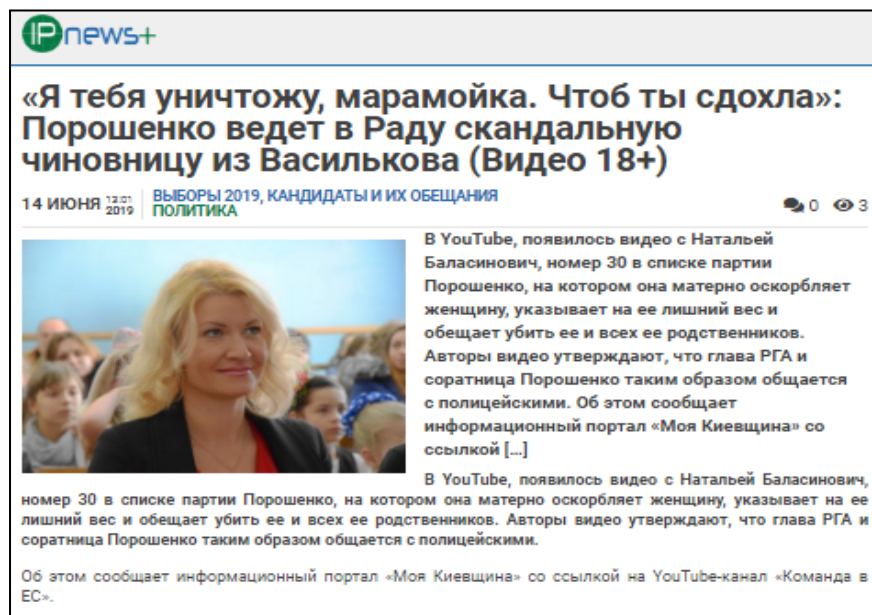 IPnews+
«Я тебя уничтожу, марамойка. Чтоб ты сдохла»:
Порошенко ведет в Раду скандальную
чиновницу из Василькова (Видео 18+)
14 ИЮНЯ 13:01 2019 ВЫБОРЫ 2019, КАНДИДАТЫ И ИХ ОБЕЩАНИЯ
ПОЛИТИКА
0 3
В YouTube, появилось видео с Натальей
Баласинович, номер 30 в списке партии
Порошенко, на котором она матерно оскорбляет
женщину, указывает на ее лишний вес и
обещает убить ее и всех ее родственников.
Авторы видео утверждают, что глава РГА и
соратница Порошенко таким образом общается
с полицейскими. Об этом сообщает
информационный портал «Моя Киевщина» со
ссылкой [...]
В YouTube, появилось видео с Натальей Баласинович,
номер 30 в списке партии Порошенко, на котором она матерно оскорбляет женщину, указывает на ее
лишний вес и обещает убить ее и всех ее родственников. Авторы видео утверждают, что глава РГА и
соратница Порошенко таким образом общается с полицейскими.
Об этом сообщает информационный портал «Моя Киевщина» со ссылкой на YouTube-канал «Команда в
ЕС».